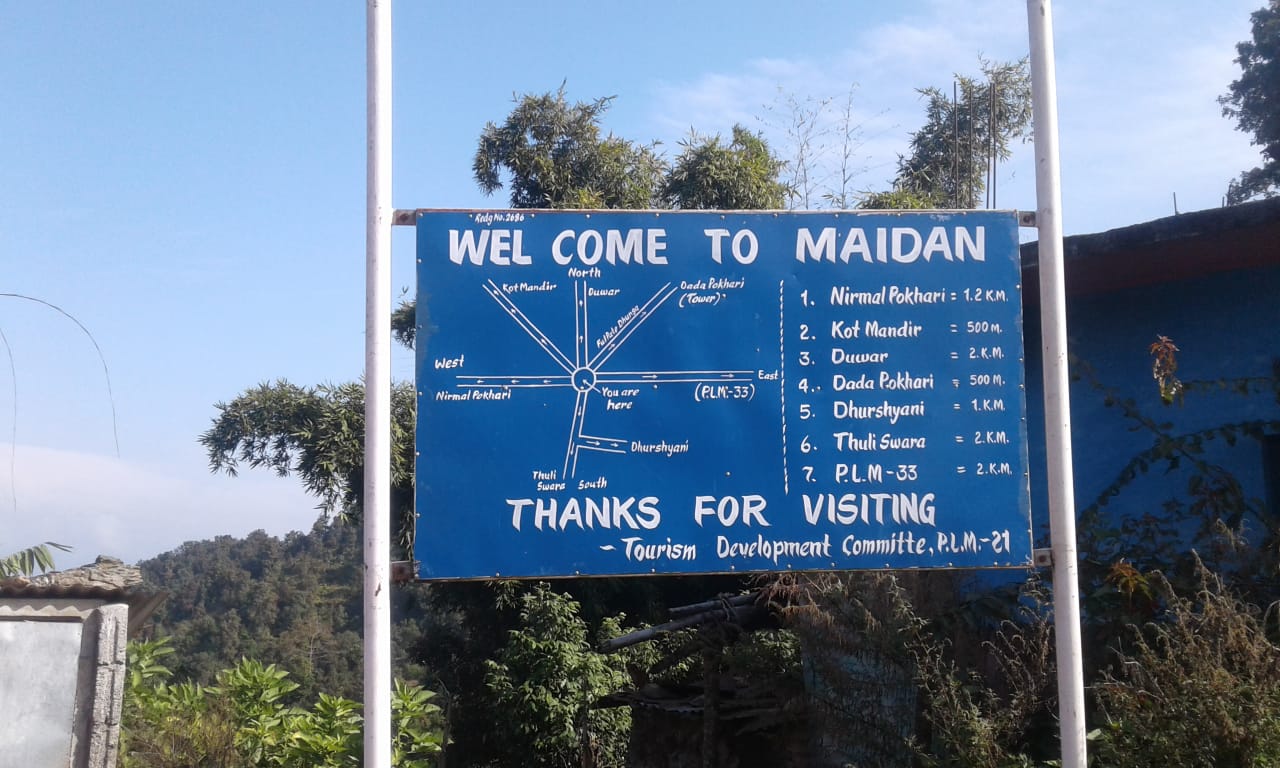 Redg No. 2686
WEL COME TO MAIDAN
North
Kot Mandir
Duwar
Dada Pokhari
(Tower)
FulPole Dhunga
West
Nirmal Pokhari
East
(P.L.M.-33)
You are
here
Dhurshyani
Thuli
Swara
South
1. Nirmal Pokhari = 1.2 K.M.
2. Kot Mandir = 500 M.
3. Duwar = 2.K.M.
4. Dada Pokhari = 500 M.
5. Dhurshyani = 1.K.M.
6. Thuli Swara = 2.K.M.
7. P.L.M-33 = 2.K.M.
THANKS FOR VISITING
~ Tourism Development Committe, P.L.M.-21